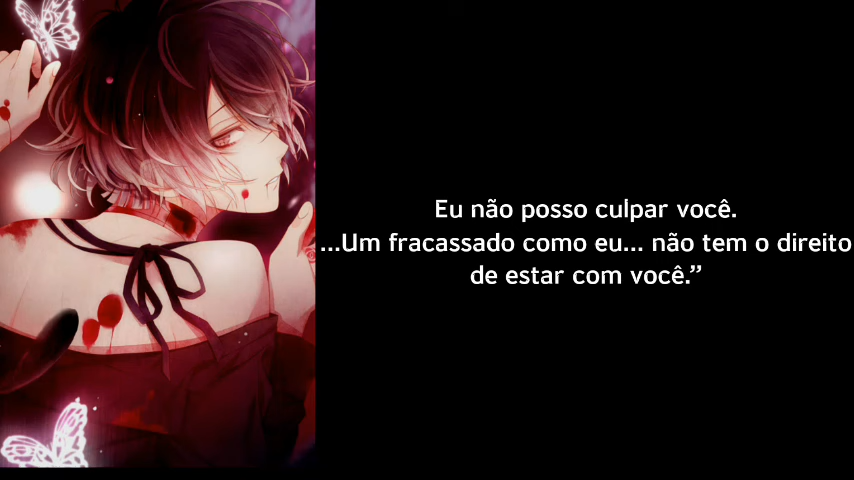 Eu não posso culpar você.
...Um fracassado como eu... não tem o direito
de estar com você.”